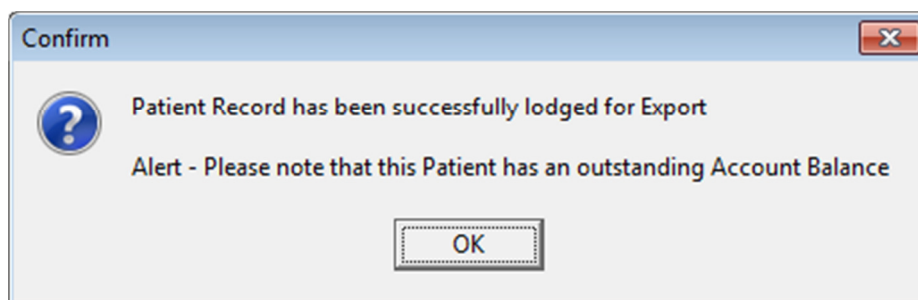 Confirm
Patient Record has been successfully lodged for Export
Alert - Please note that this Patient has an outstanding Account Balance
OK